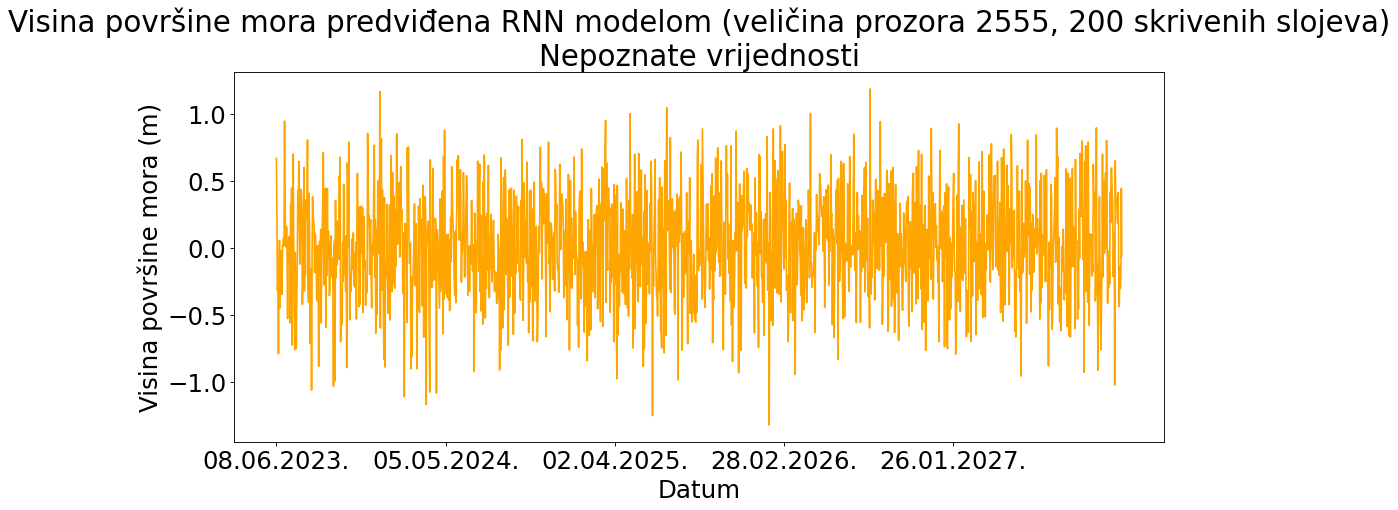 Visina površine mora predviđena RNN modelom (veličina prozora 2555, 200 skrivenih slojeva)
Nepoznate vrijednosti
Visina površine mora (m)
1.0
0.5
0.0
−0.5
−1.0
08.06.2023. 05.05.2024. 02.04.2025. 28.02.2026. 26.01.2027.
Datum